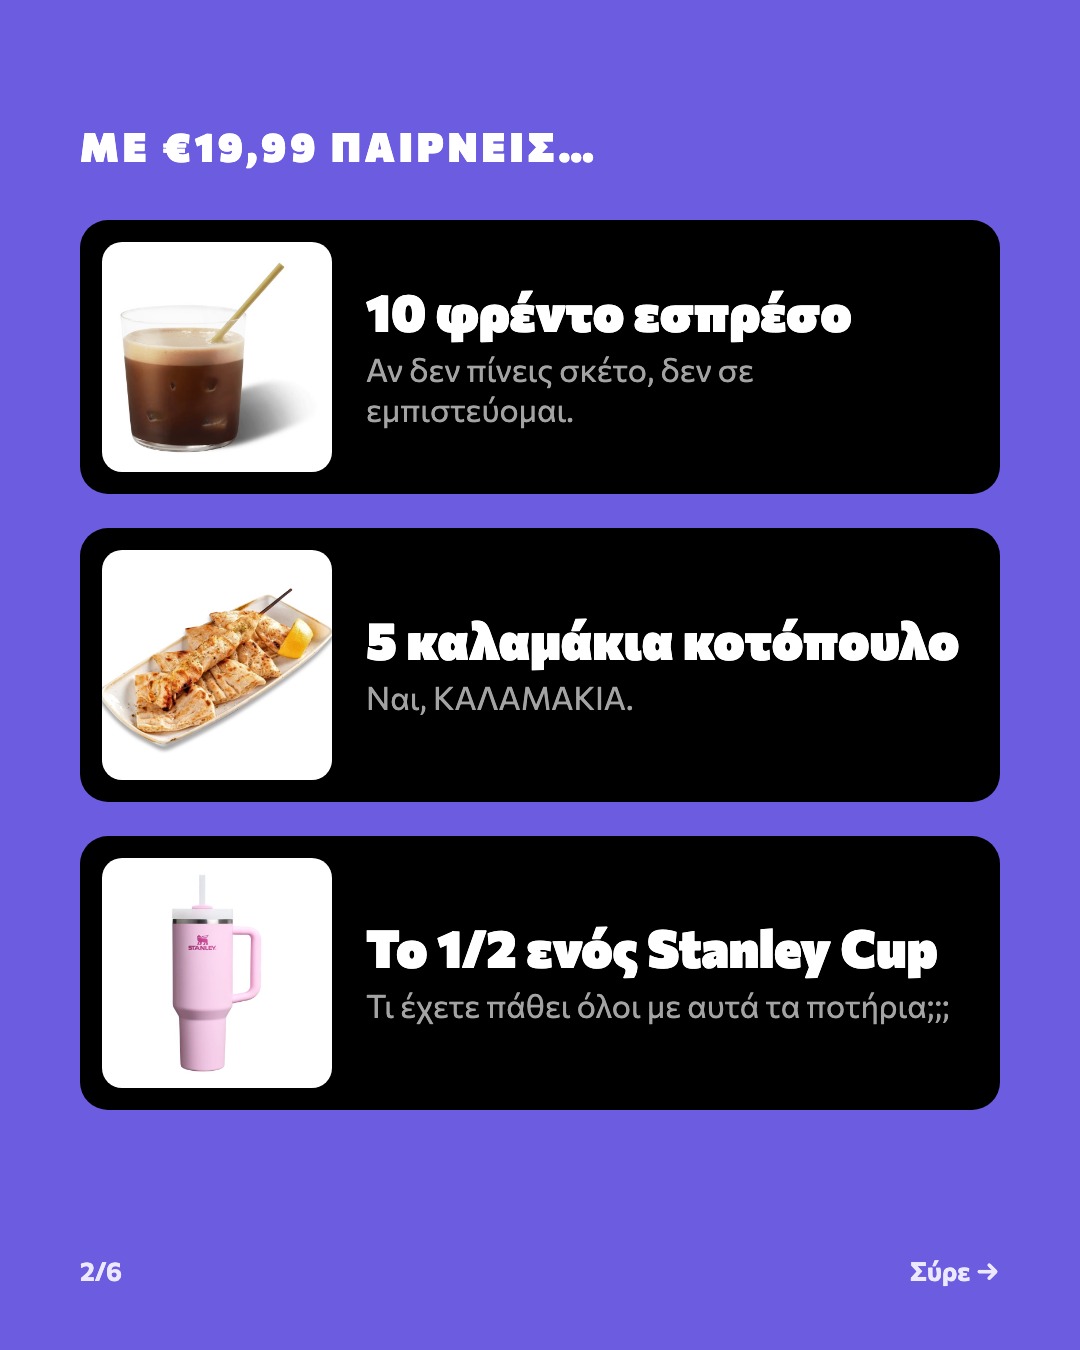 ΜΕ €19,99 ΠΑΙΡΝΕΙΣ...
10 φρέντο εσπρέσο
Αν δεν πίνεις σκέτο, δεν σε
εμπιστεύομαι.
5 καλαμάκια κοτόπουλο
Ναι, ΚΑΛΑΜΑΚΙΑ.
STANLEY
Το 1/2 ενός Stanley Cup
Τι έχετε πάθει όλοι με αυτά τα ποτήρια;;;
2/6
Σύρε →